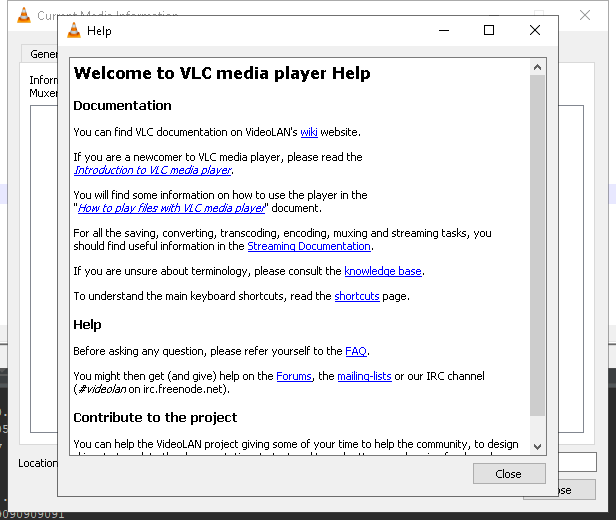 Current Media Information
Help
Welcome to VLC media player Help
Documentation
You can find VLC documentation on VideoLAN's wiki website.
If you are a newcomer to VLC media player, please read the
Introduction to VLC media player.
You will find some information on how to use the player in the
"How to play files with VLC media player" document.
For all the saving, converting, transcoding, encoding, muxing and streaming tasks, you
should find useful information in the Streaming Documentation.
If you are unsure about terminology, please consult the knowledge base.
To understand the main keyboard shortcuts, read the shortcuts page.
Help
Before asking any question, please refer yourself to the FAQ.
You might then get (and give) help on the Forums, the mailing-lists or our IRC channel
(#videolan on irc.freenode.net).
Contribute to the project
You can help the VideoLAN project giving some of your time to help the community, to design
Location
Close